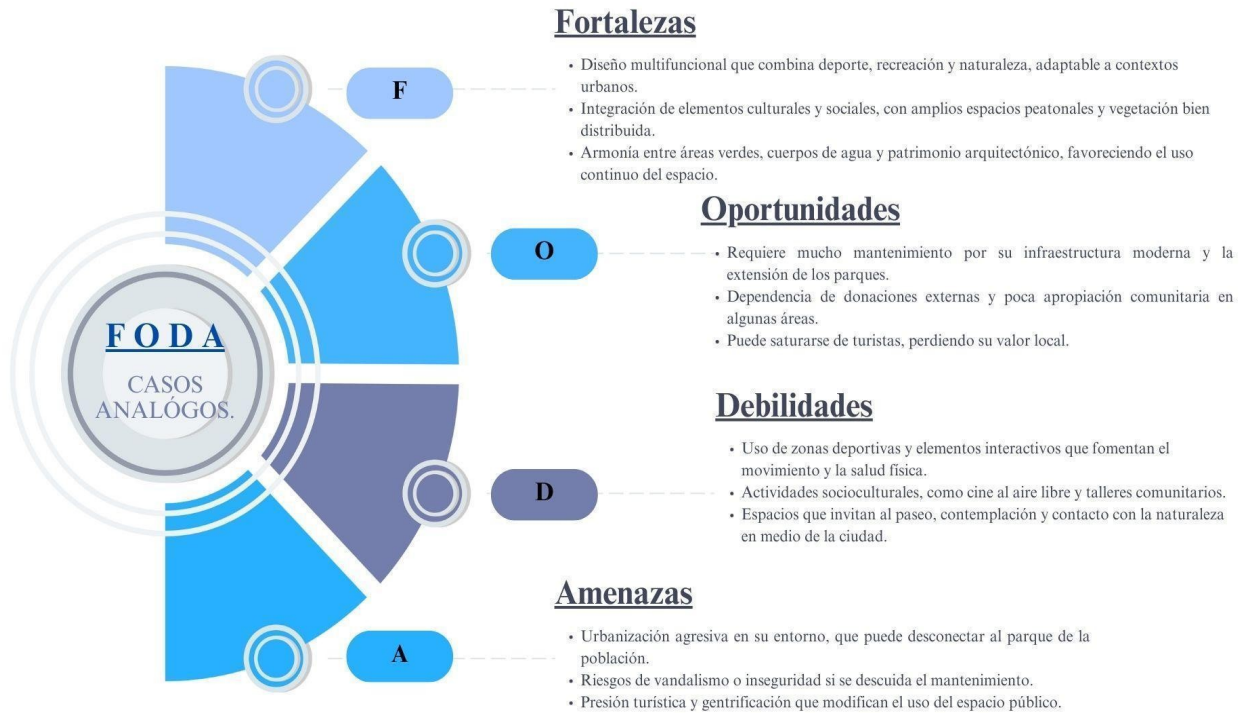 Fortalezas
• Diseño multifuncional que combina deporte, recreación y naturaleza, adaptable a contextos
urbanos.
• Integración de elementos culturales y sociales, con amplios espacios peatonales y vegetación bien
distribuida.
• Armonía entre áreas verdes, cuerpos de agua y patrimonio arquitectónico, favoreciendo el uso
continuo del espacio.
F
Oportunidades
• Requiere mucho mantenimiento por su infraestructura moderna y la
extensión de los parques.
• Dependencia de donaciones externas y poca apropiación comunitaria en
algunas áreas.
• Puede saturarse de turistas, perdiendo su valor local.
O
F O D A
CASOS
ANALÓGOS.
Debilidades
• Uso de zonas deportivas y elementos interactivos que fomentan el
movimiento y la salud física.
• Actividades socioculturales, como cine al aire libre y talleres comunitarios.
• Espacios que invitan al paseo, contemplación y contacto con la naturaleza
en medio de la ciudad.
D
Amenazas
• Urbanización agresiva en su entorno, que puede desconectar al parque de la
población.
• Riesgos de vandalismo o inseguridad si se descuida el mantenimiento.
• Presión turística y gentrificación que modifican el uso del espacio público.
A